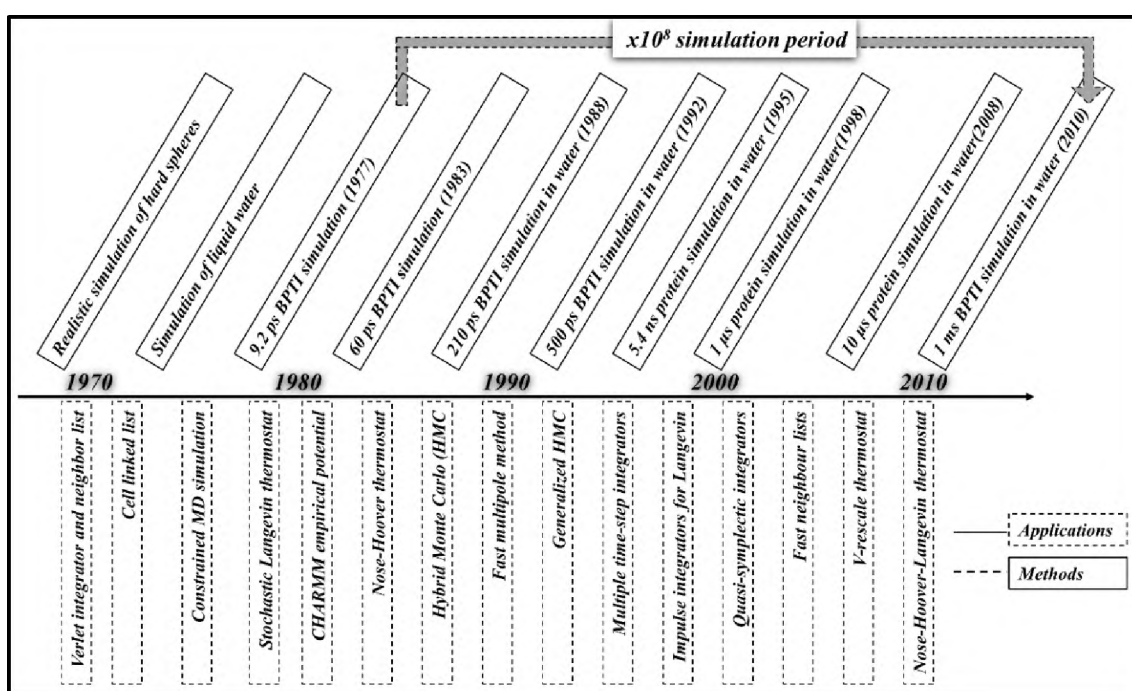 x10⁸ simulation period
Realistic simulation of hard spheres
Simulation of liquid water
9.2 ps BPTI simulation (1977)
60 ps BPTI simulation (1983)
210 ps BPTI simulation in water (1988)
500 ps BPTI simulation in water (1992)
5.4 ns protein simulation in water (1995)
1 μs protein simulation in water(1998)
10 μs protein simulation in water(2008)
1 ms BPTI simulation in water (2010)
1970
1980
1990
2000
2010
Verlet integrator and neighbor list
Cell linked list
Constrained MD simulation
Stochastic Langevin thermostat
CHARMM empirical potential
Nose-Hoover thermostat
Hybrid Monte Carlo (HMC
Fast multipole method
Generalized HMC
Multiple time-step integrators
Impulse integrators for Langevin
Quasi-symplectic integrators
Fast neighbour lists
V-rescale thermostat
Nose-Hoover-Langevin thermostat
Applications
Methods